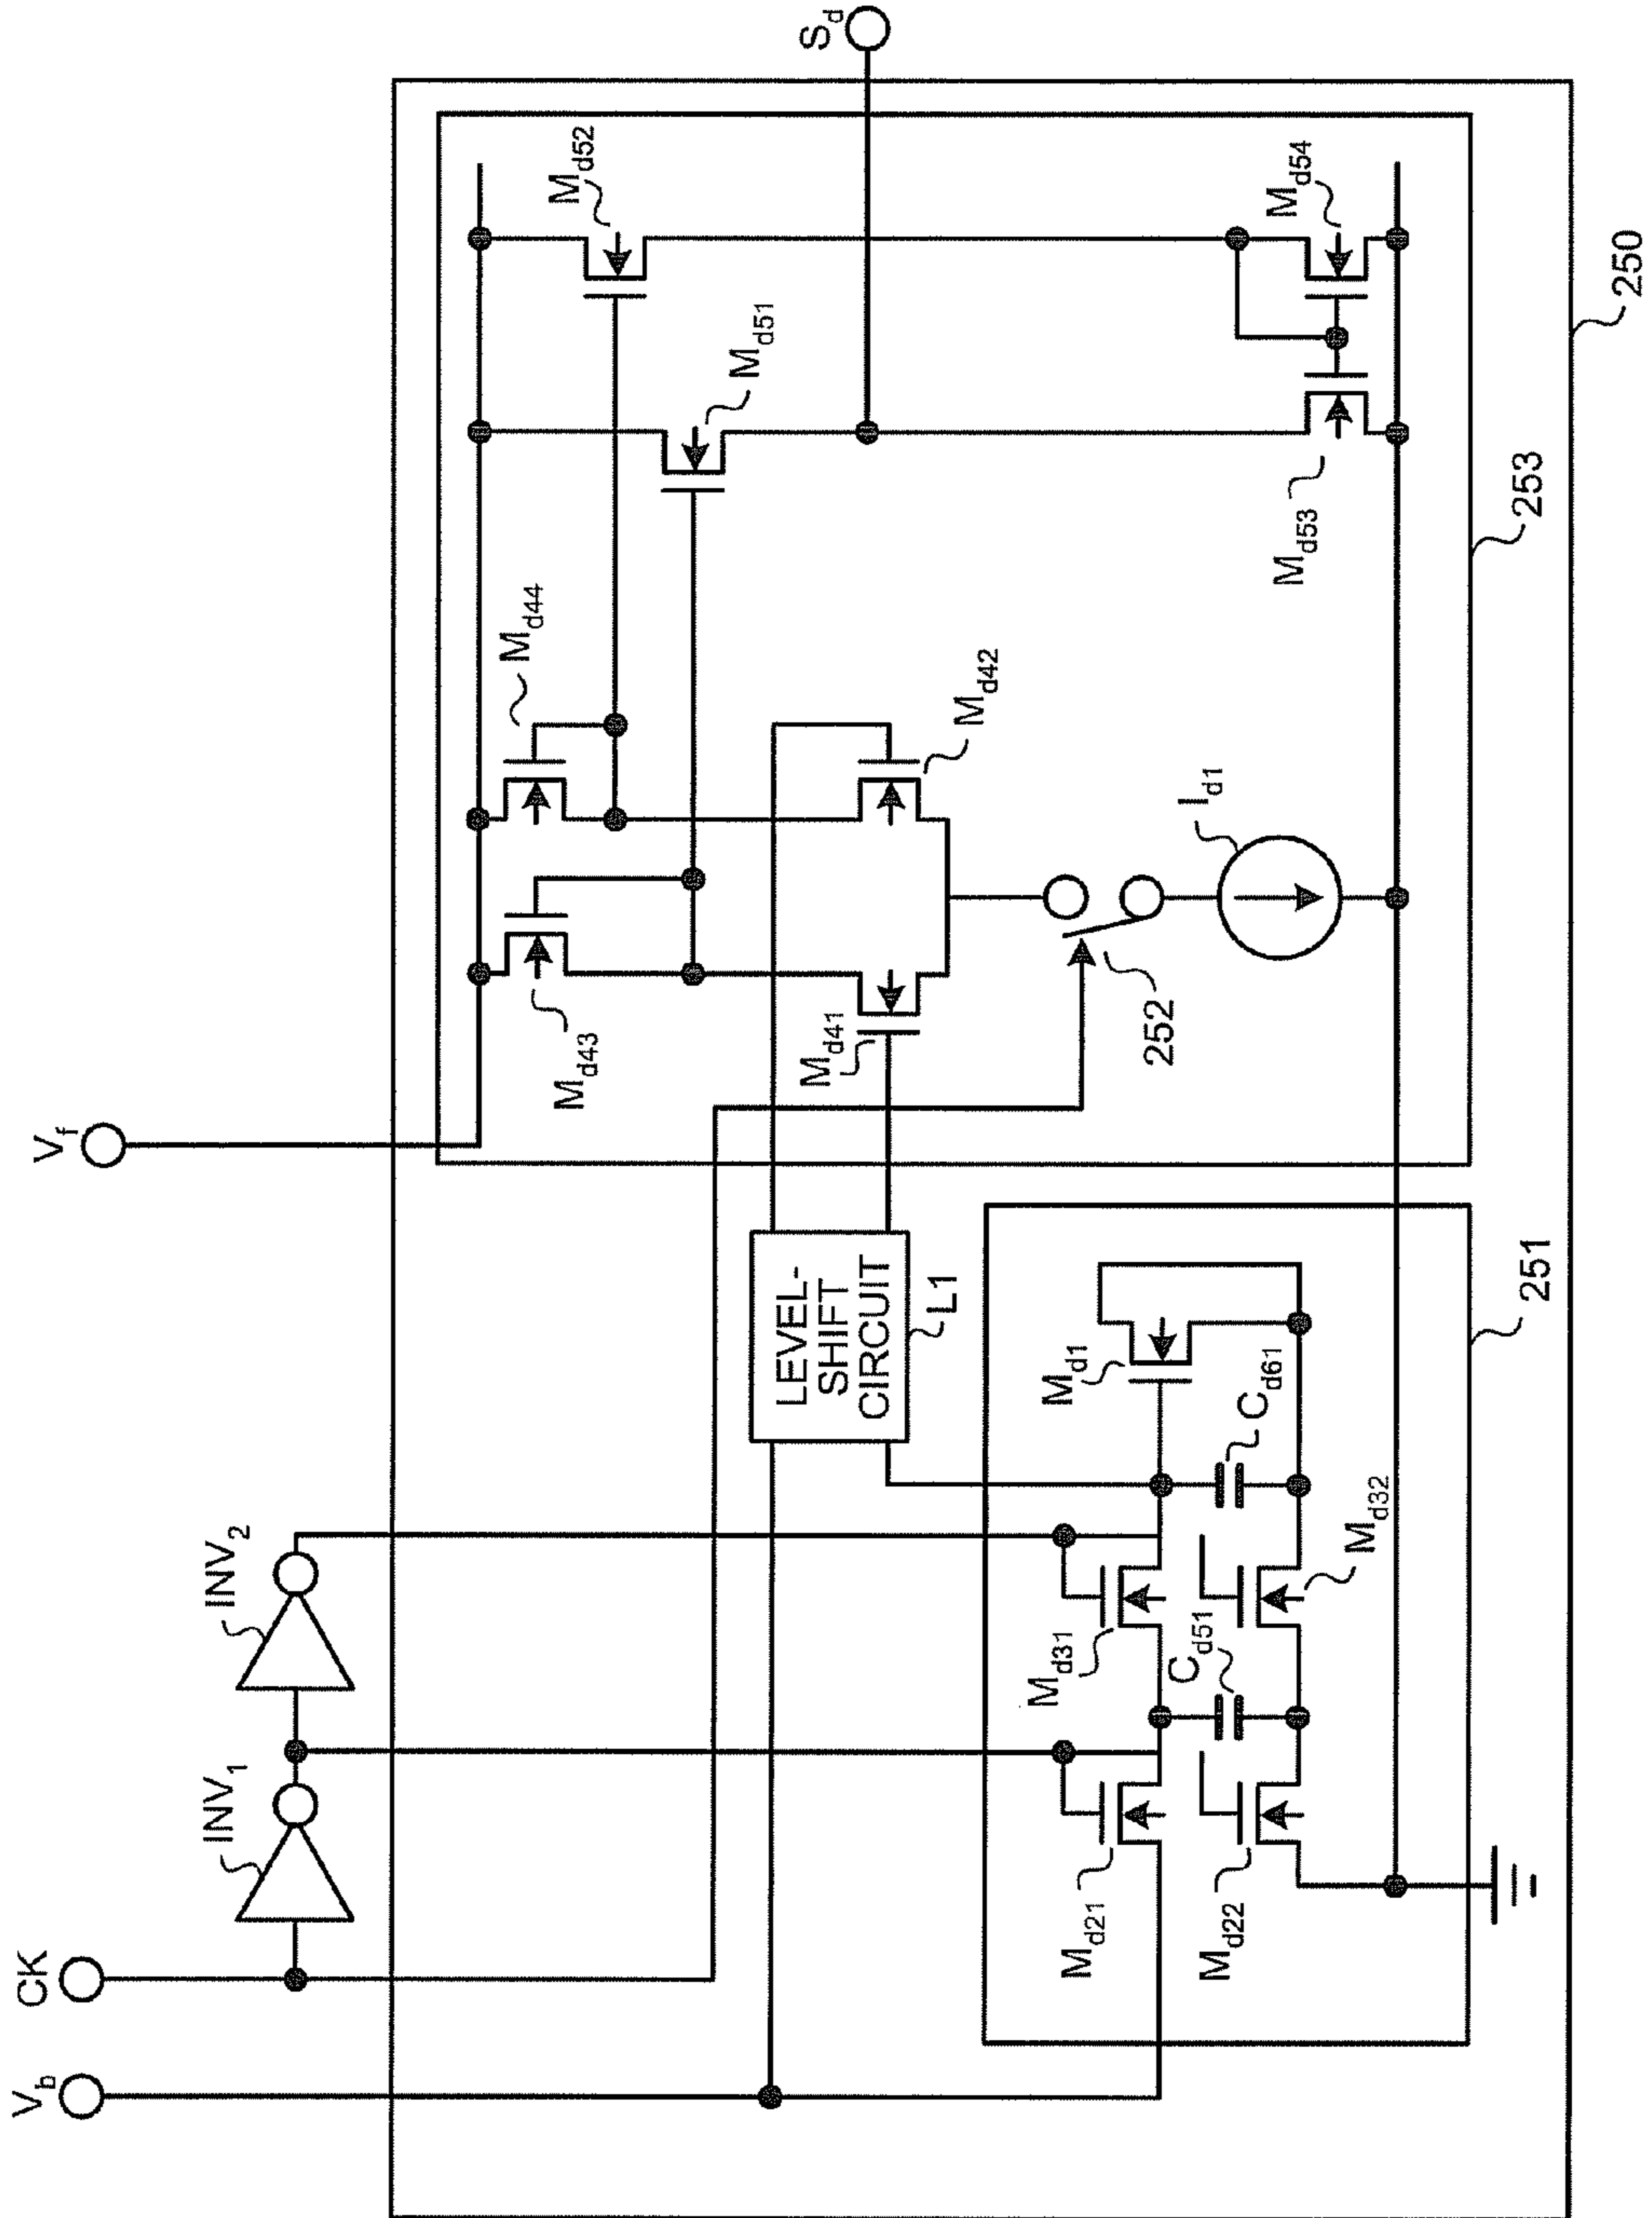 V_b
CK
INV_1
INV_2
V_f
S_d
LEVEL-
SHIFT
CIRCUIT
L1
M_d43
M_d44
M_d52
M_d51
M_d41
M_d42
252
I_d1
M_d53
M_d54
M_d21
M_d22
M_d31
C_d51
M_d32
M_d1
C_d61
251
253
250